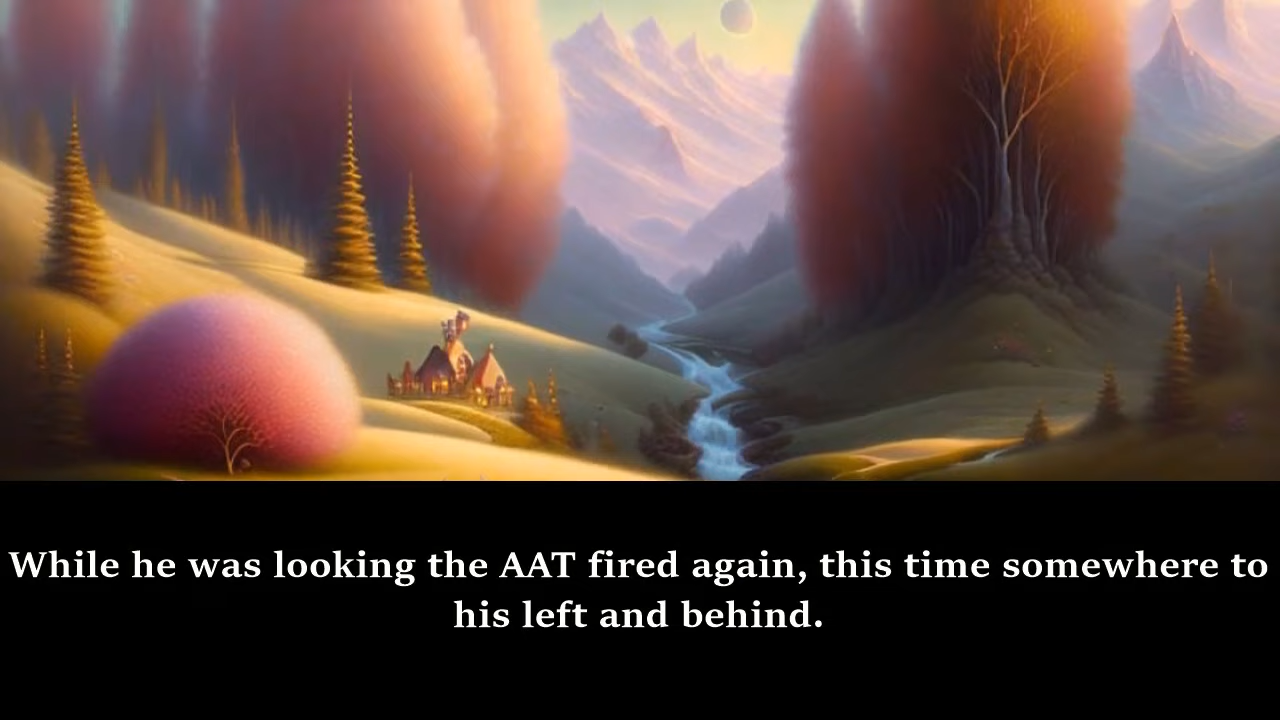 While he was looking the AAT fired again, this time somewhere to
his left and behind.